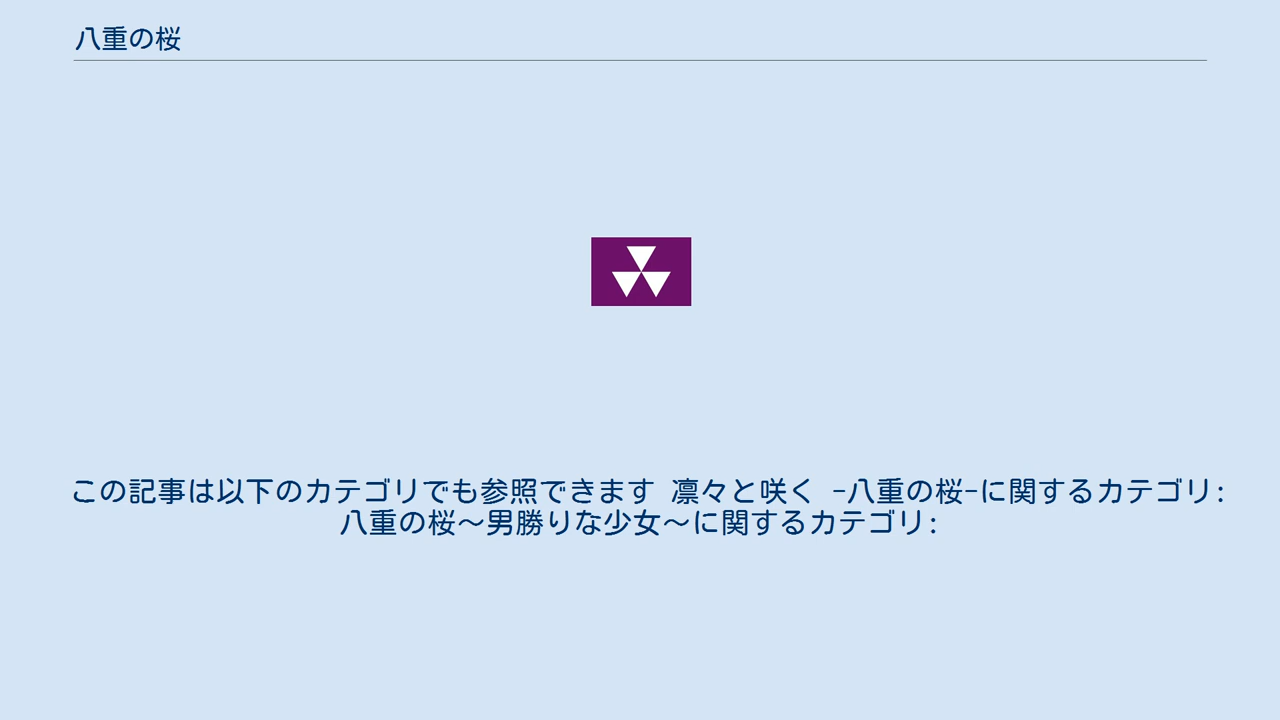 八重の桜
この記事は以下のカテゴリでも参照できます 凛々と咲く -八重の桜-に関するカテゴリ:
八重の桜～男勝りな少女～に関するカテゴリ: